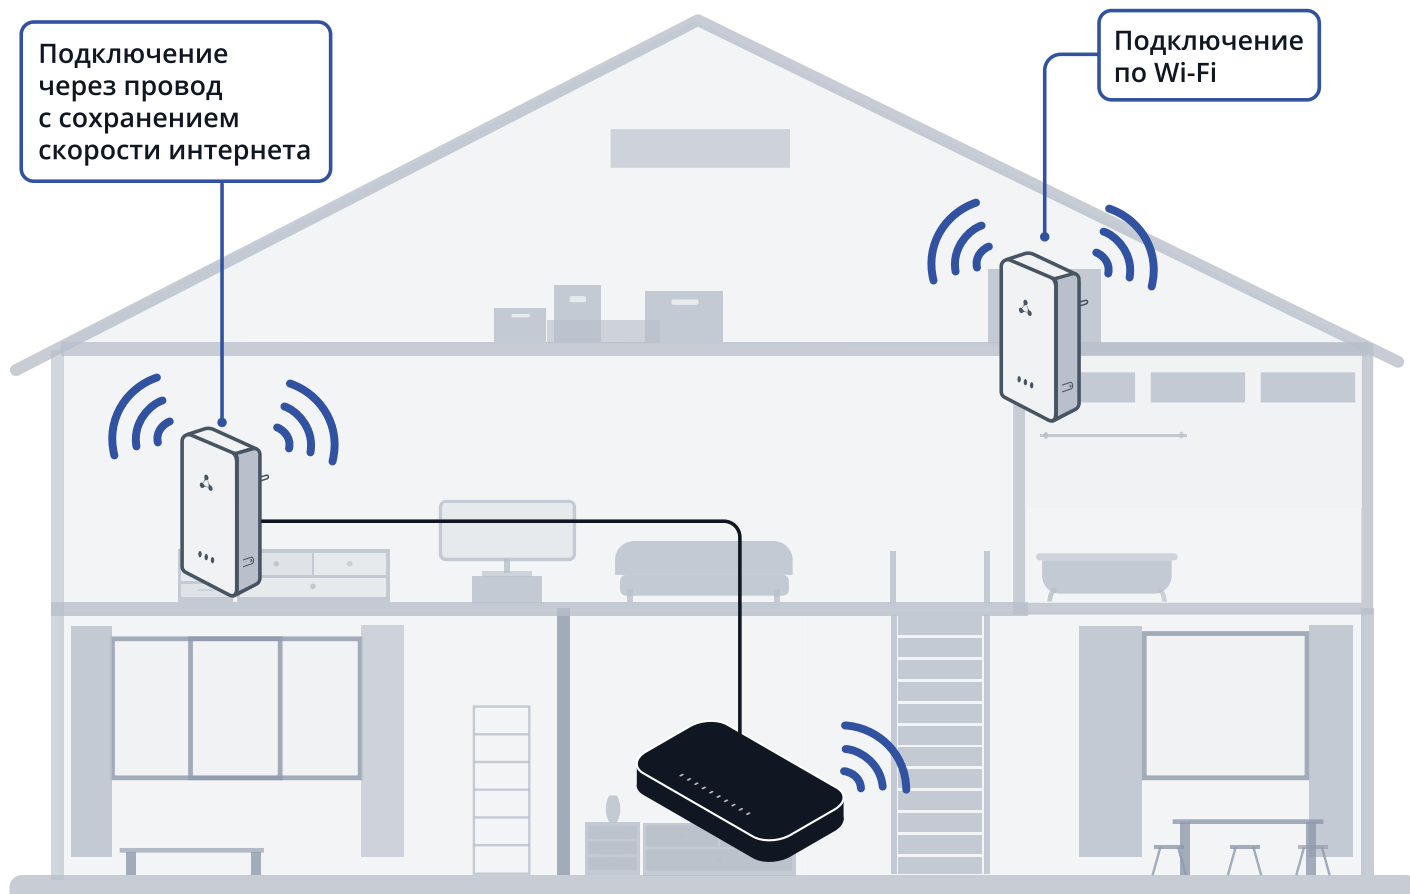 Подключение
через провод
с сохранением
скорости интернета
Подключение
по Wi-Fi